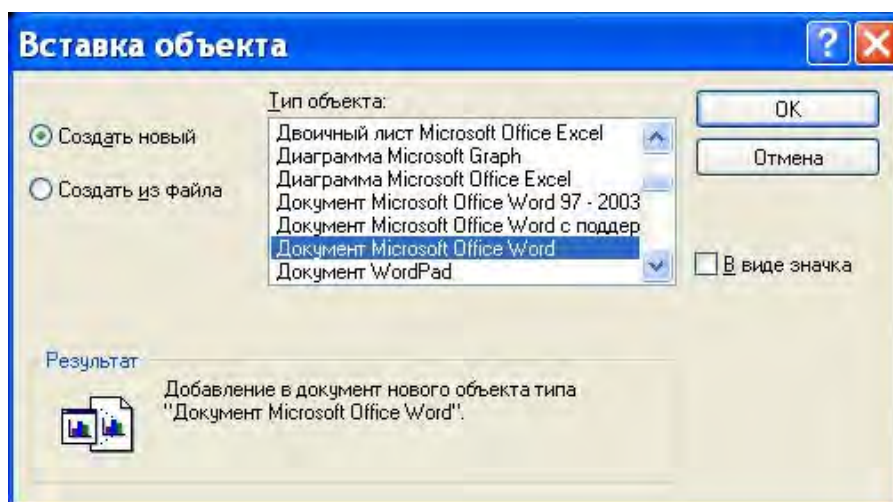 Вставка объекта
Тип объекта:
Создать новый
Создать из файла
Двоичный лист Microsoft Office Excel
Диаграмма Microsoft Graph
Диаграмма Microsoft Office Excel
Документ Microsoft Office Word 97 - 2003
Документ Microsoft Office Word с поддер
Документ Microsoft Office Word
Документ WordPad
OK
Отмена
В виде значка
Результат
Добавление в документ нового объекта типа
"Документ Microsoft Office Word".